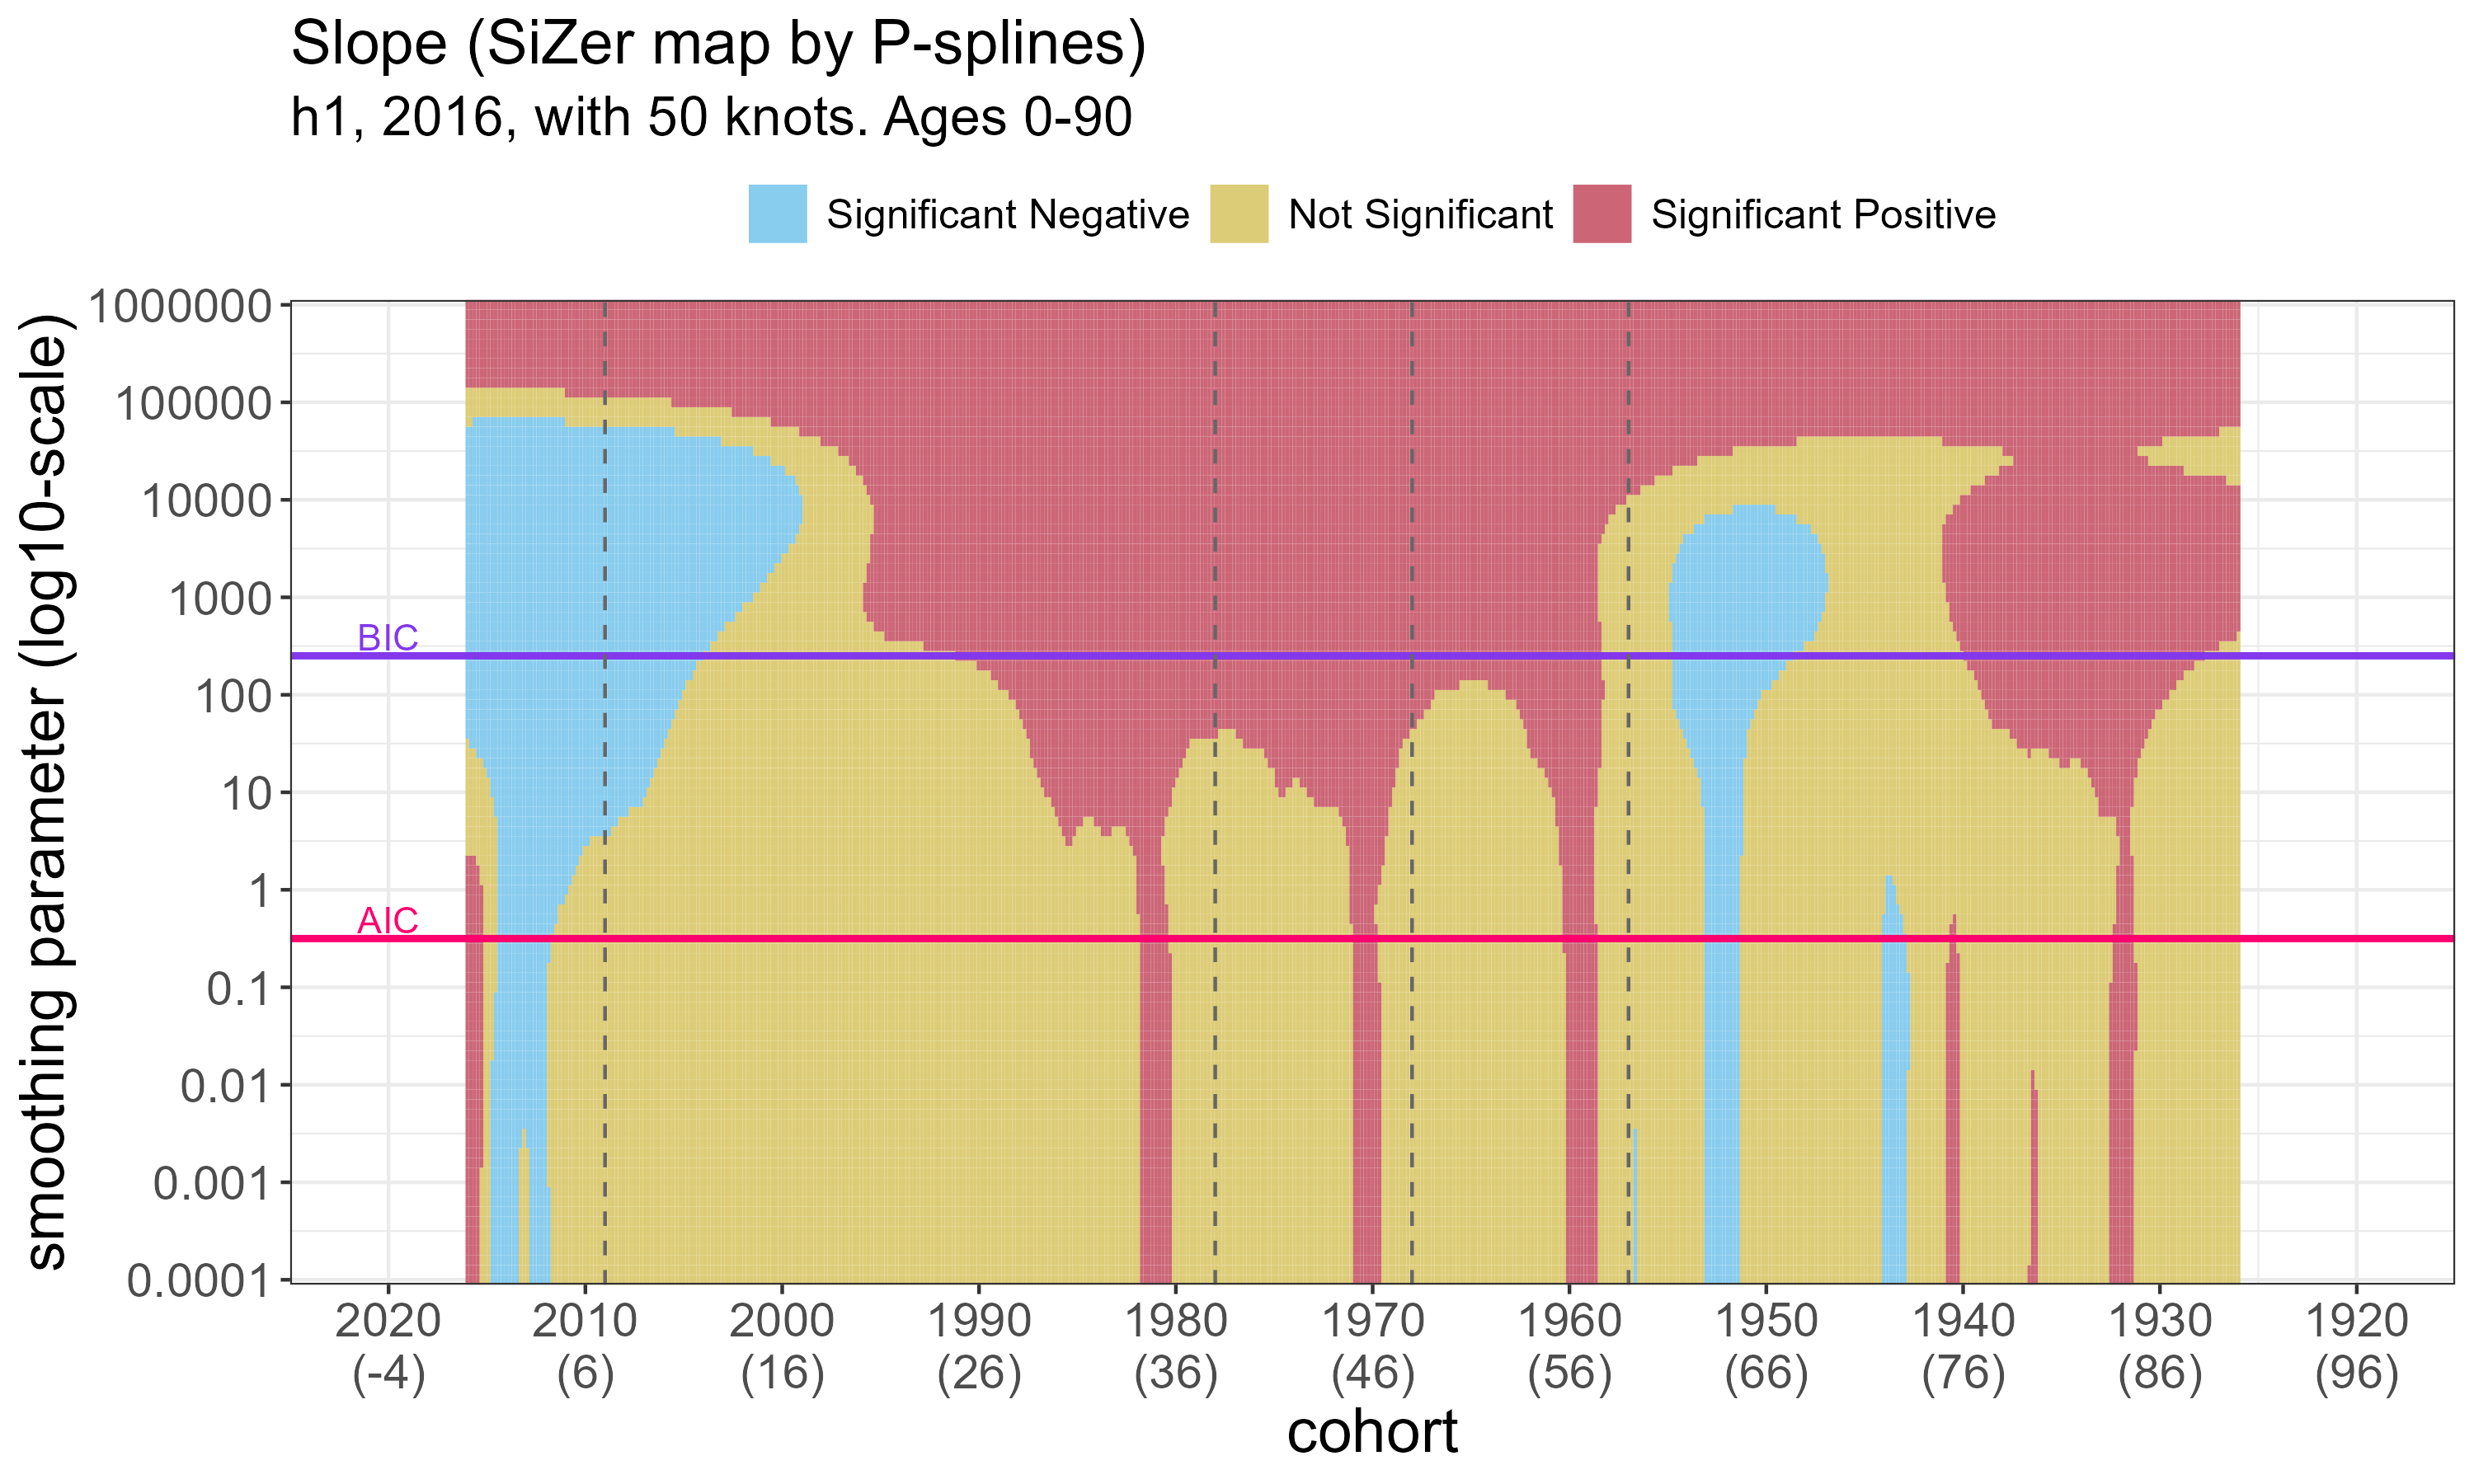 Slope (SiZer map by P-splines)
h1, 2016, with 50 knots. Ages 0-90
Significant Negative Not Significant Significant Positive
smoothing parameter (log10-scale)
1000000
100000
10000
1000
BIC
100
10
1
AIC
0.1
0.01
0.001
0.0001
2020 2010 2000 1990 1980 1970 1960 1950 1940 1930 1920
(-4) (6) (16) (26) (36) (46) (56) (66) (76) (86) (96)
cohort